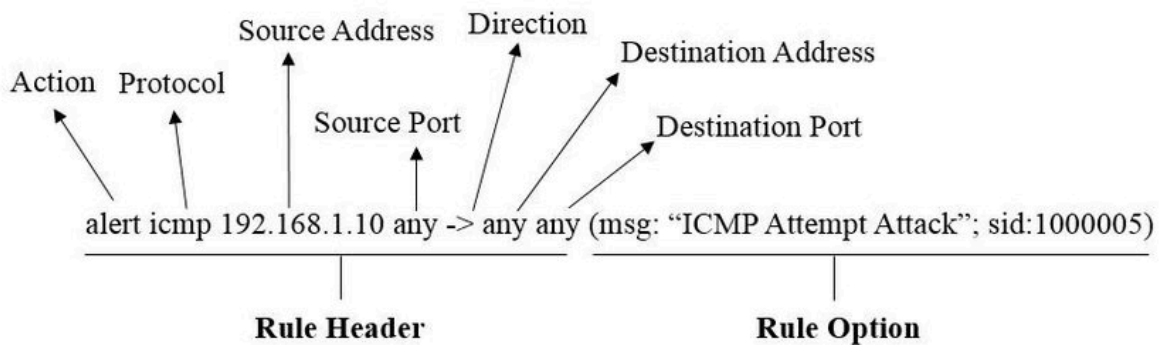 Source Address
Direction
Destination Address
Action
Protocol
Source Port
Destination Port
alert icmp 192.168.1.10 any -> any any (msg: “ICMP Attempt Attack”; sid:1000005)
Rule Header
Rule Option